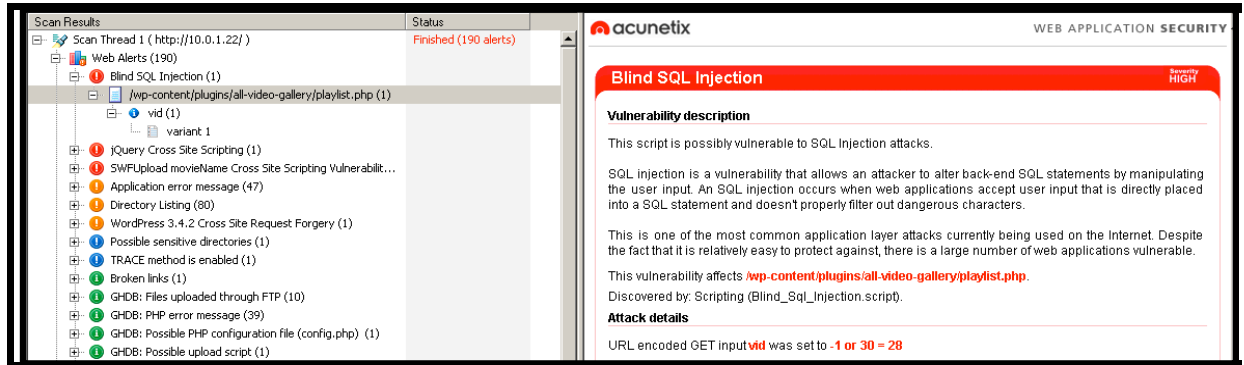 Scan Results Status
Scan Thread 1 ( http://10.0.1.22/ ) Finished (190 alerts)
Web Alerts (190)
Blind SQL Injection (1)
/wp-content/plugins/all-video-gallery/playlist.php (1)
vid (1)
variant 1
jQuery Cross Site Scripting (1)
SWFUpload movieName Cross Site Scripting Vulnerabilit...
Application error message (47)
Directory Listing (80)
WordPress 3.4.2 Cross Site Request Forgery (1)
Possible sensitive directories (1)
TRACE method is enabled (1)
Broken links (1)
GHDB: Files uploaded through FTP (10)
GHDB: PHP error message (39)
GHDB: Possible PHP configuration file (config.php) (1)
GHDB: Possible upload script (1)
acunetix WEB APPLICATION SECURITY
Blind SQL Injection Severity
HIGH
Vulnerability description
This script is possibly vulnerable to SQL Injection attacks.
SQL injection is a vulnerability that allows an attacker to alter back-end SQL statements by manipulating
the user input. An SQL injection occurs when web applications accept user input that is directly placed
into a SQL statement and doesn't properly filter out dangerous characters.
This is one of the most common application layer attacks currently being used on the Internet. Despite
the fact that it is relatively easy to protect against, there is a large number of web applications vulnerable.
This vulnerability affects /wp-content/plugins/all-video-gallery/playlist.php.
Discovered by: Scripting (Blind_Sql_Injection.script).
Attack details
URL encoded GET input vid was set to -1 or 30 = 28